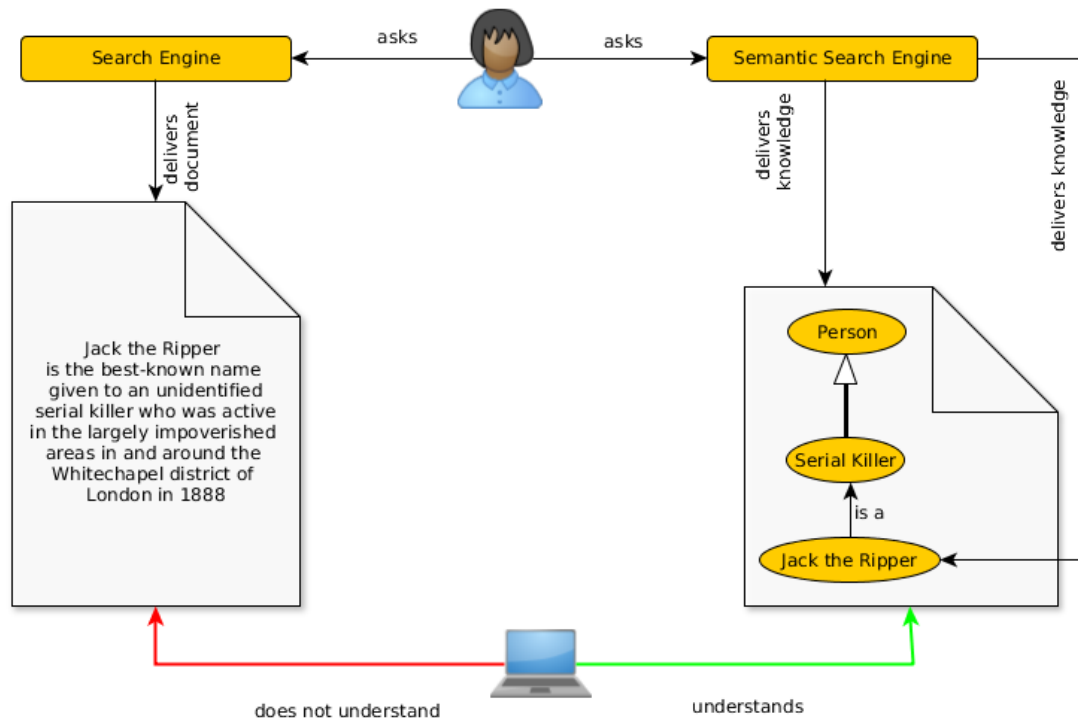 asks
asks
Search Engine
Semantic Search Engine
delivers
document
delivers
knowledge
delivers knowledge
Jack the Ripper
is the best-known name
given to an unidentified
serial killer who was active
in the largely impoverished
areas in and around the
Whitechapel district of
London in 1888
Person
Serial Killer
is a
Jack the Ripper
does not understand
understands